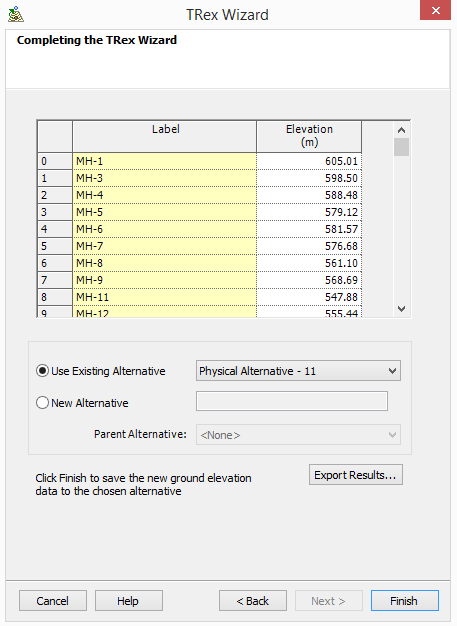 TRex Wizard
Completing the TRex Wizard
Label Elevation
(m)
0 MH-1 605.01
1 MH-3 598.50
2 MH-4 588.48
3 MH-5 579.12
4 MH-6 581.57
5 MH-7 576.68
6 MH-8 561.10
7 MH-9 568.69
8 MH-11 547.88
9 MH-12 555.44
Use Existing Alternative Physical Alternative - 11
New Alternative
Parent Alternative: <None>
Click Finish to save the new ground elevation
data to the chosen alternative
Export Results...
Cancel Help < Back Next > Finish